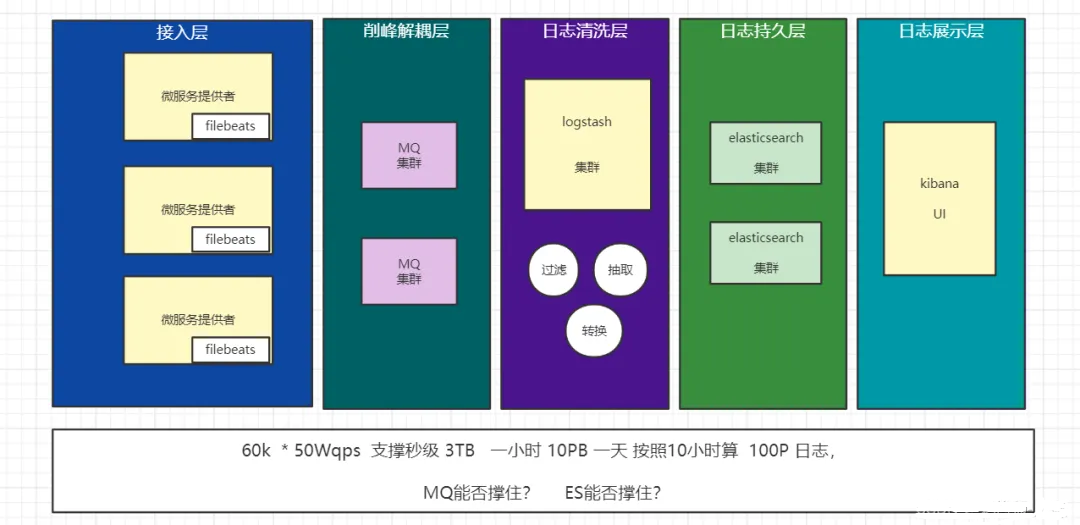 接入层
微服务提供者
filebeats
微服务提供者
filebeats
微服务提供者
filebeats
削峰解耦层
MQ
集群
MQ
集群
日志清洗层
logstash
集群
过滤
抽取
转换
日志持久层
elasticsearch
集群
elasticsearch
集群
日志展示层
kibana
UI
60k * 50Wqps 支撑秒级 3TB 一小时 10PB 一天 按照10小时算 100P 日志，
MQ能否撑住？ ES能否撑住？